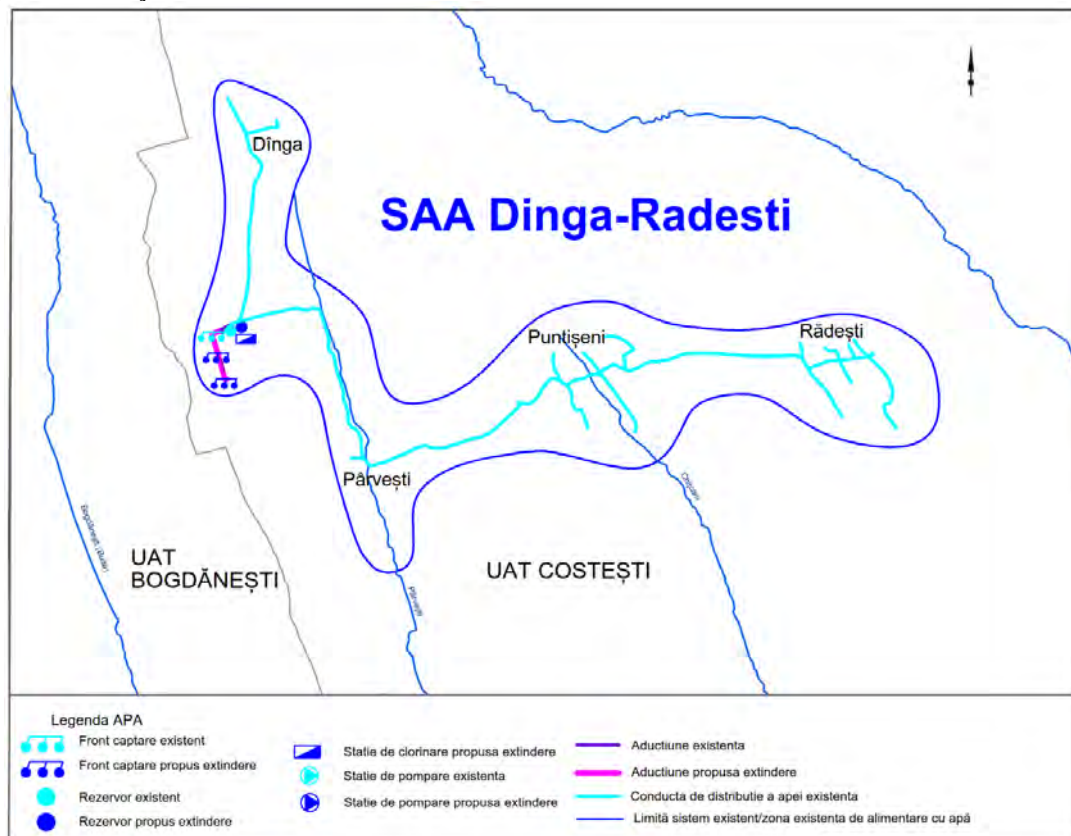 Dînga
SAA Dinga-Radesti
Puntișeni
Rădești
Pârvești
Bogdănești (Bulai)
UAT
BOGDĂNEȘTI
UAT COSTEȘTI
Pârvești
Legenda APA
Front captare existent
Front captare propus extindere
Rezervor existent
Rezervor propus extindere
Statie de clorinare propusa extindere
Statie de pompare existenta
Statie de pompare propusa extindere
Aductiune existenta
Aductiune propusa extindere
Conducta de distributie a apei existenta
Limită sistem existent/zona existenta de alimentare cu apă